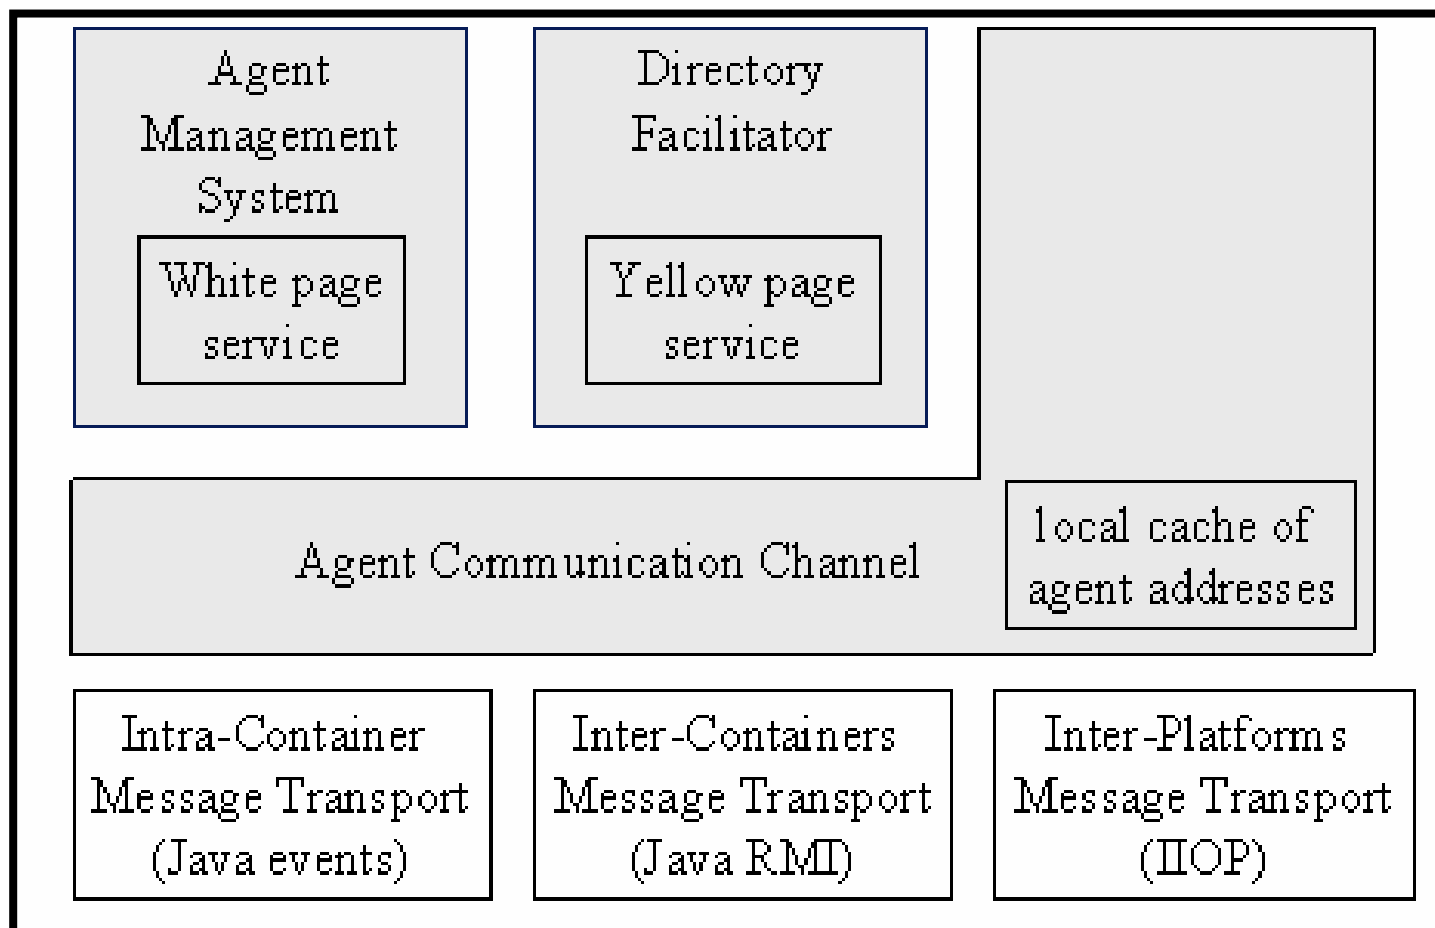 Agent
Management
System
White page
service
Directory
Facilitator
Yellow page
service
Agent Communication Channel
local cache of
agent addresses
Intra-Container
Message Transport
(Java events)
Inter-Containers
Message Transport
(Java RMI)
Inter-Platforms
Message Transport
(IIOP)